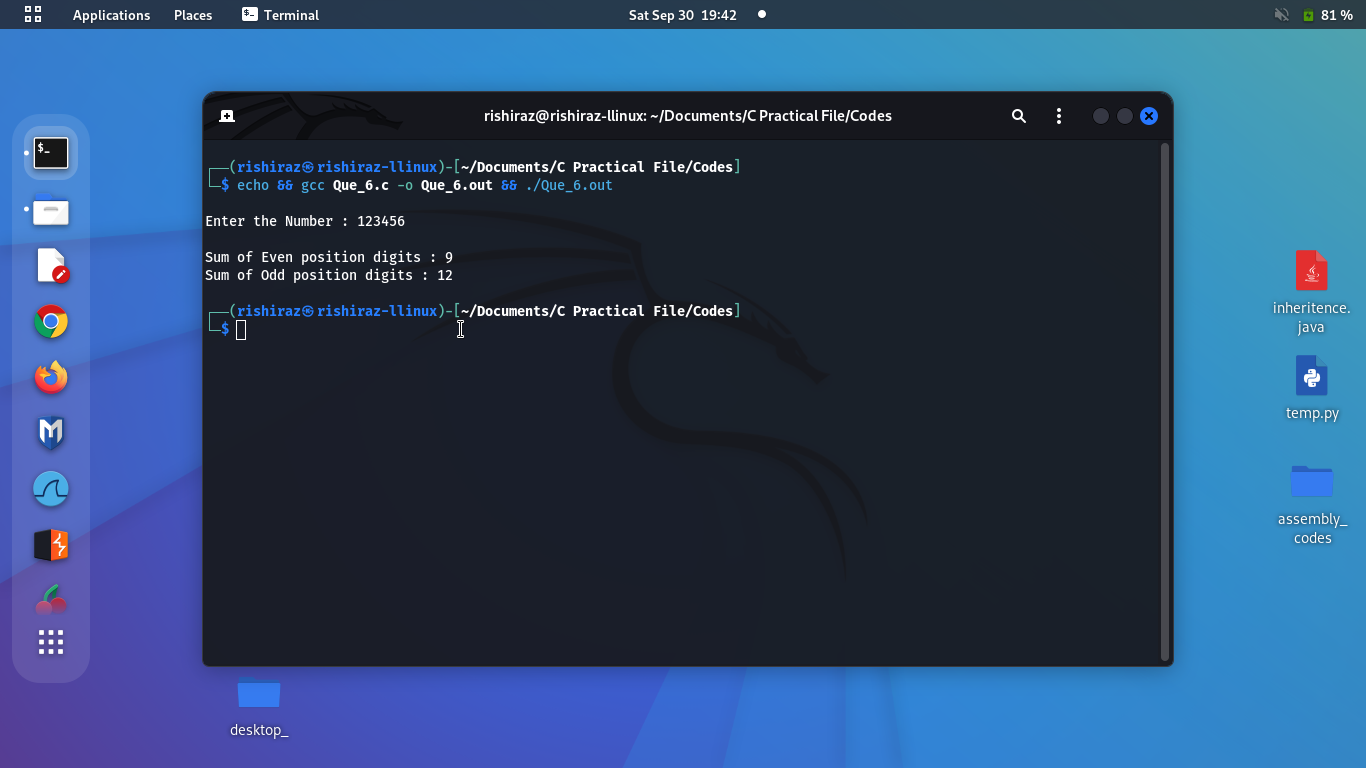 Applications Places Terminal Sat Sep 30 19:42 81 %
rishiraz@rishiraz-llinux: ~/Documents/C Practical File/Codes
┌──(rishiraz㉿rishiraz-llinux)-[~/Documents/C Practical File/Codes]
└─$ echo && gcc Que_6.c -o Que_6.out && ./Que_6.out
Enter the Number : 123456
Sum of Even position digits : 9
Sum of Odd position digits : 12
┌──(rishiraz㉿rishiraz-llinux)-[~/Documents/C Practical File/Codes]
└─$
$_
inheritence.
java
temp.py
assembly_
codes
desktop_